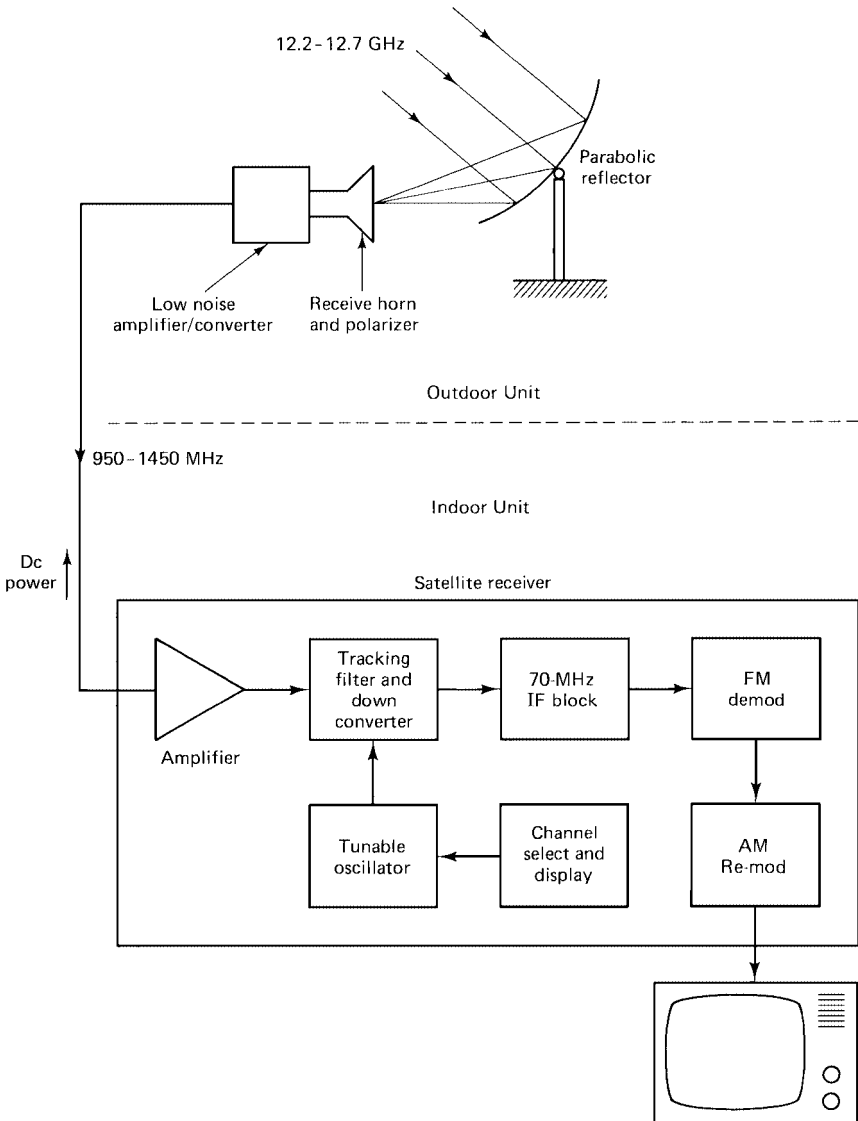 12.2-12.7 GHz
Parabolic
reflector
Low noise
amplifier/converter
Receive horn
and polarizer
Outdoor Unit
950-1450 MHz
Indoor Unit
Dc
power
Satellite receiver
Tracking
filter and
down
converter
70-MHz
IF block
FM
demod
Amplifier
Tunable
oscillator
Channel
select and
display
AM
Re-mod